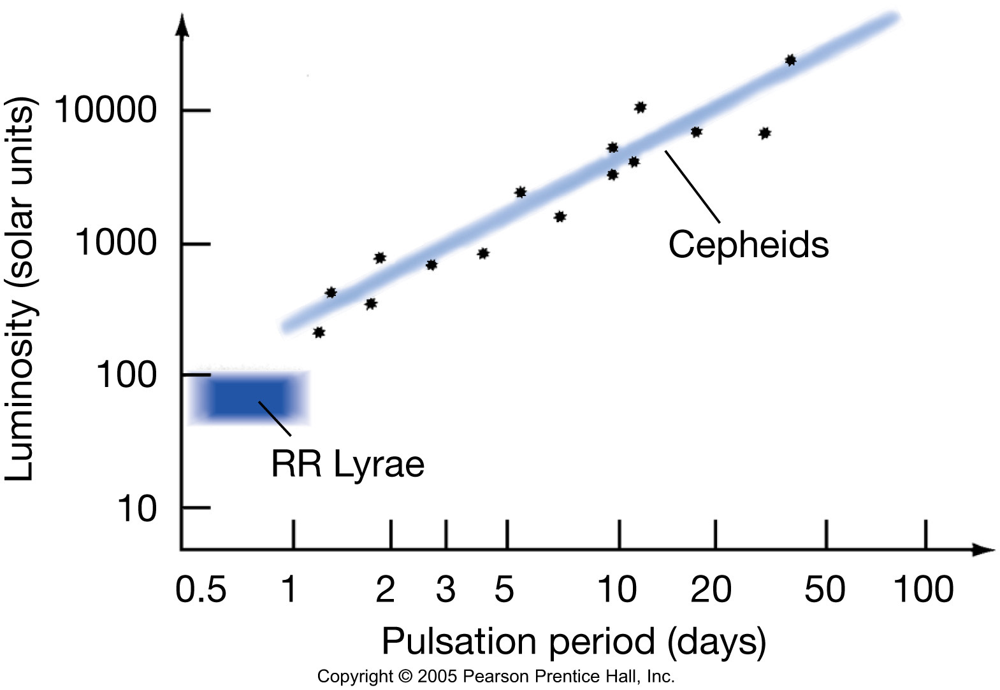 Luminosity (solar units)
10000
1000
100
10
Cepheids
RR Lyrae
0.5 1 2 3 5 10 20 50 100
Pulsation period (days)
Copyright © 2005 Pearson Prentice Hall, Inc.